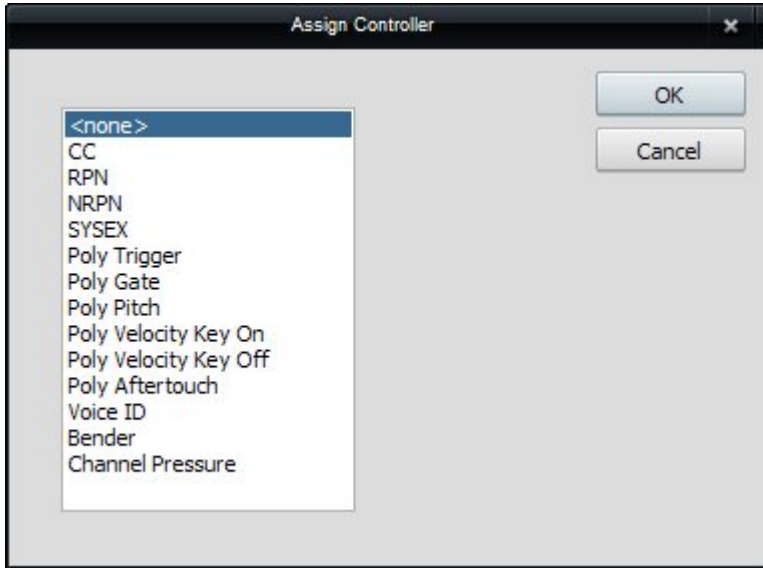 Assign Controller
OK
Cancel
<none>
CC
RPN
NRPN
SYSEX
Poly Trigger
Poly Gate
Poly Pitch
Poly Velocity Key On
Poly Velocity Key Off
Poly Aftertouch
Voice ID
Bender
Channel Pressure